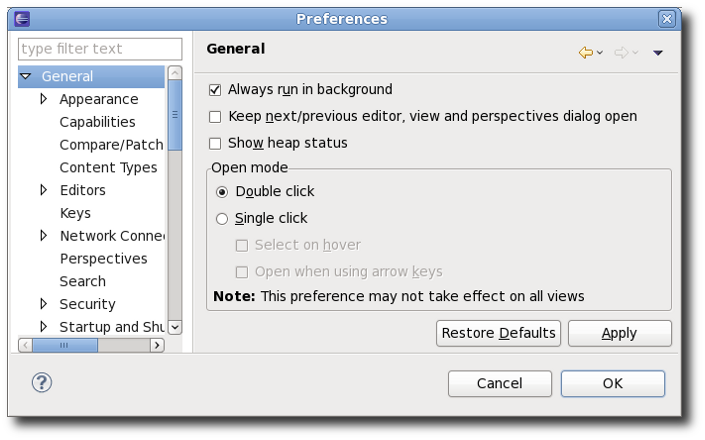 Preferences
type filter text
General
Appearance
Capabilities
Compare/Patch
Content Types
Editors
Keys
Network Connec
Perspectives
Search
Security
Startup and Shu
General
Always run in background
Keep next/previous editor, view and perspectives dialog open
Show heap status
Open mode
Double click
Single click
Select on hover
Open when using arrow keys
Note: This preference may not take effect on all views
Restore Defaults
Apply
?
Cancel
OK